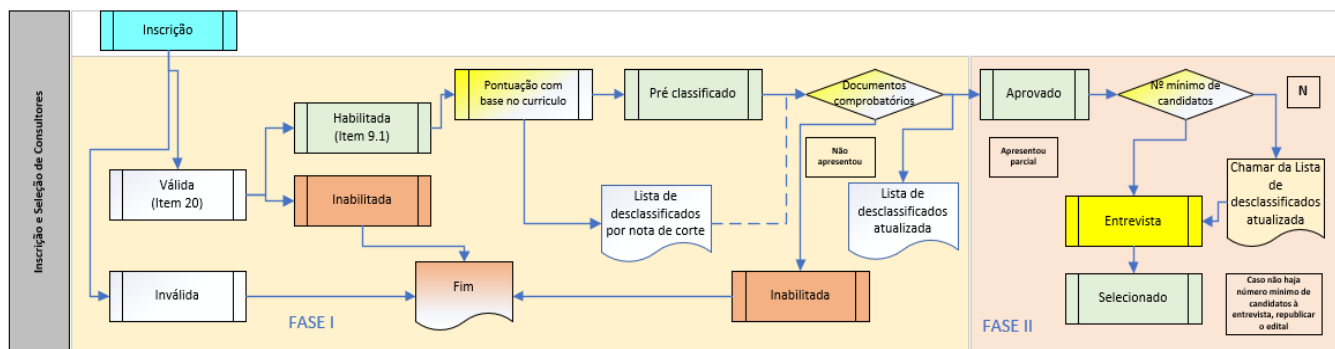 Inscrição e Seleção de Consultores
Inscrição
Válida
(Item 20)
Inválida
Habilitada
(Item 9.1)
Inabilitada
Pontuação com
base no curriculo
Pré classificado
Documentos
comprobatórios
Não
apresentou
Lista de
desclassificados
por nota de corte
Lista de
desclassificados
atualizada
Fim
Inabilitada
FASE I
Aprovado
Nº mínimo de
candidatos
N
Apresentou
parcial
Chamar da Lista
de
desclassificados
atualizada
Entrevista
Selecionado
Caso não haja
número mínimo de
candidatos à
entrevista, republicar
o edital
FASE II